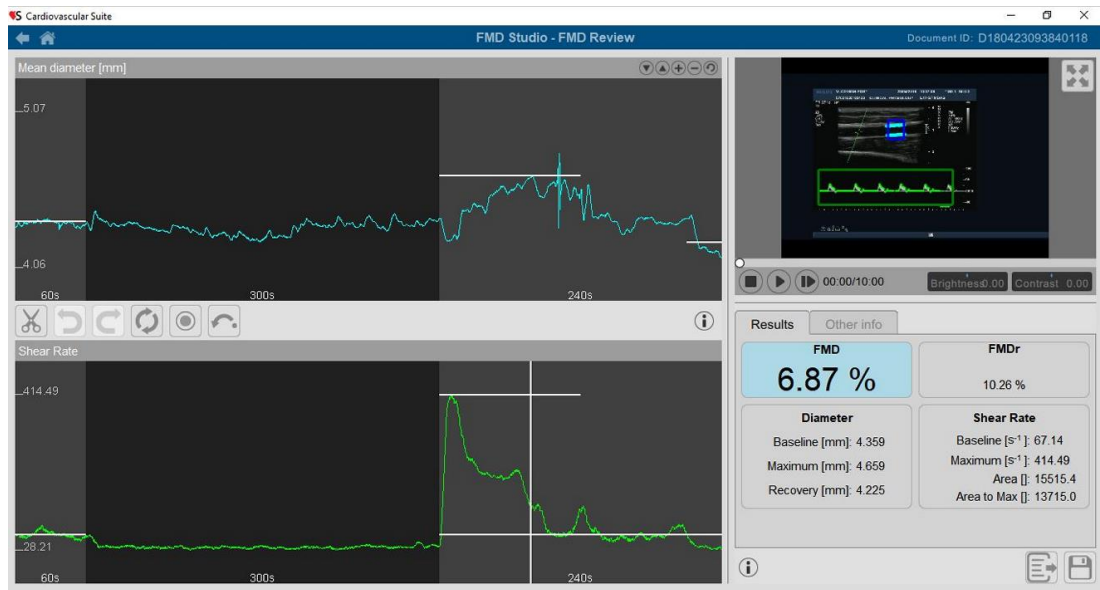 Cardiovascular Suite
FMD Studio - FMD Review
Document ID: D180423093840118
Mean diameter [mm]
5.07
4.06
60s 300s 240s
Shear Rate
414.49
28.21
60s 300s 240s
00:00/10:00
Brightness0.00 Contrast 0.00
Results Other info
FMD
6.87 %
FMDr
10.26 %
Diameter
Baseline [mm]: 4.359
Maximum [mm]: 4.659
Recovery [mm]: 4.225
Shear Rate
Baseline [s-1]: 67.14
Maximum [s-1]: 414.49
Area []: 15515.4
Area to Max []: 13715.0